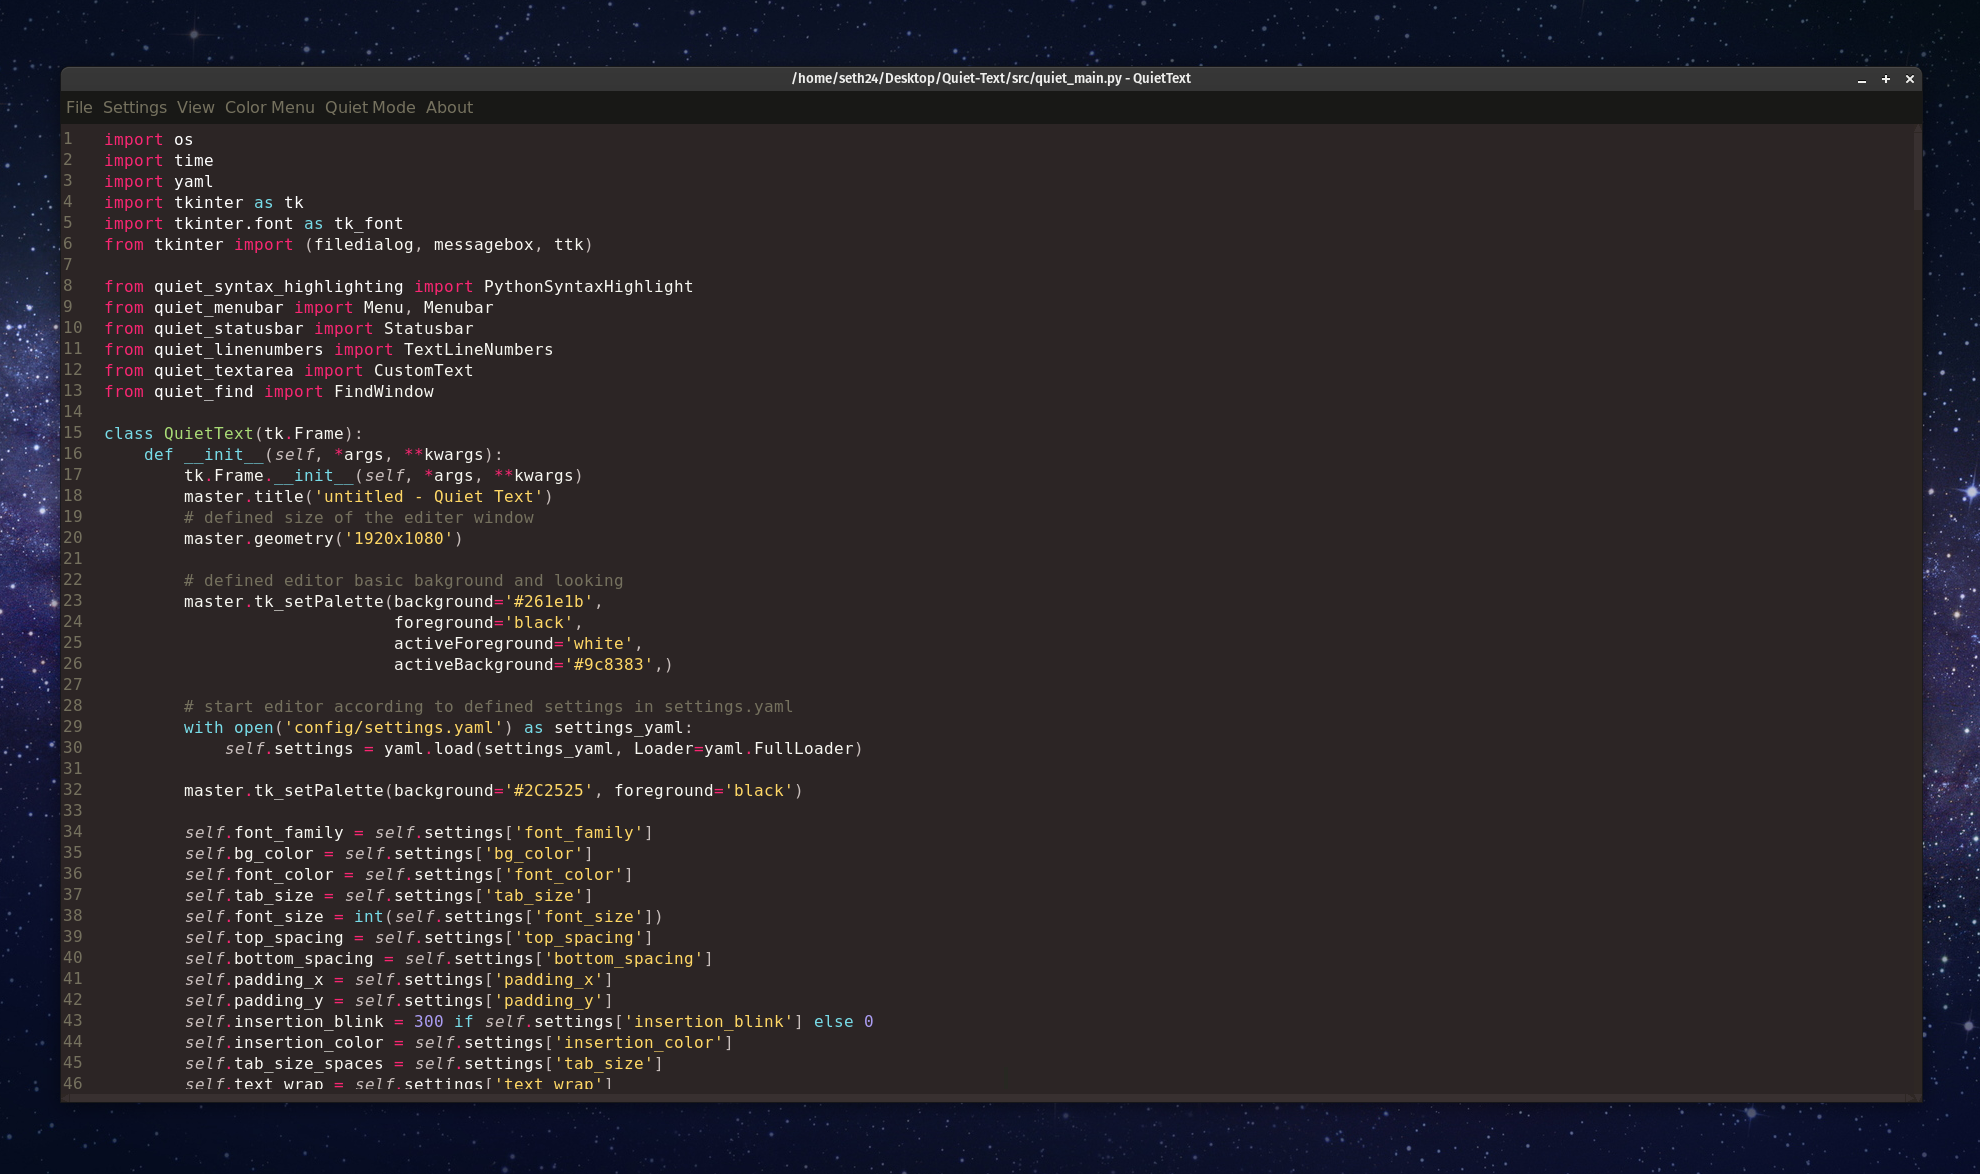 /home/seth24/Desktop/Quiet-Text/src/quiet_main.py - QuietText
File Settings View Color Menu Quiet Mode About
1 import os
2 import time
3 import yaml
4 import tkinter as tk
5 import tkinter.font as tk_font
6 from tkinter import (filedialog, messagebox, ttk)
7
8 from quiet_syntax_highlighting import PythonSyntaxHighlight
9 from quiet_menubar import Menu, Menubar
10 from quiet_statusbar import Statusbar
11 from quiet_linenumbers import TextLineNumbers
12 from quiet_textarea import CustomText
13 from quiet_find import FindWindow
14
15 class QuietText(tk.Frame):
16     def __init__(self, *args, **kwargs):
17         tk.Frame.__init__(self, *args, **kwargs)
18         master.title('untitled - Quiet Text')
19         # defined size of the editer window
20         master.geometry('1920x1080')
21
22         # defined editor basic bakground and looking
23         master.tk_setPalette(background='#261e1b',
24                              foreground='black',
25                              activeForeground='white',
26                              activeBackground='#9c8383',)
27
28         # start editor according to defined settings in settings.yaml
29         with open('config/settings.yaml') as settings_yaml:
30             self.settings = yaml.load(settings_yaml, Loader=yaml.FullLoader)
31
32         master.tk_setPalette(background='#2C2525', foreground='black')
33
34         self.font_family = self.settings['font_family']
35         self.bg_color = self.settings['bg_color']
36         self.font_color = self.settings['font_color']
37         self.tab_size = self.settings['tab_size']
38         self.font_size = int(self.settings['font_size'])
39         self.top_spacing = self.settings['top_spacing']
40         self.bottom_spacing = self.settings['bottom_spacing']
41         self.padding_x = self.settings['padding_x']
42         self.padding_y = self.settings['padding_y']
43         self.insertion_blink = 300 if self.settings['insertion_blink'] else 0
44         self.insertion_color = self.settings['insertion_color']
45         self.tab_size_spaces = self.settings['tab_size']
46         self.text_wrap = self.settings['text_wrap']